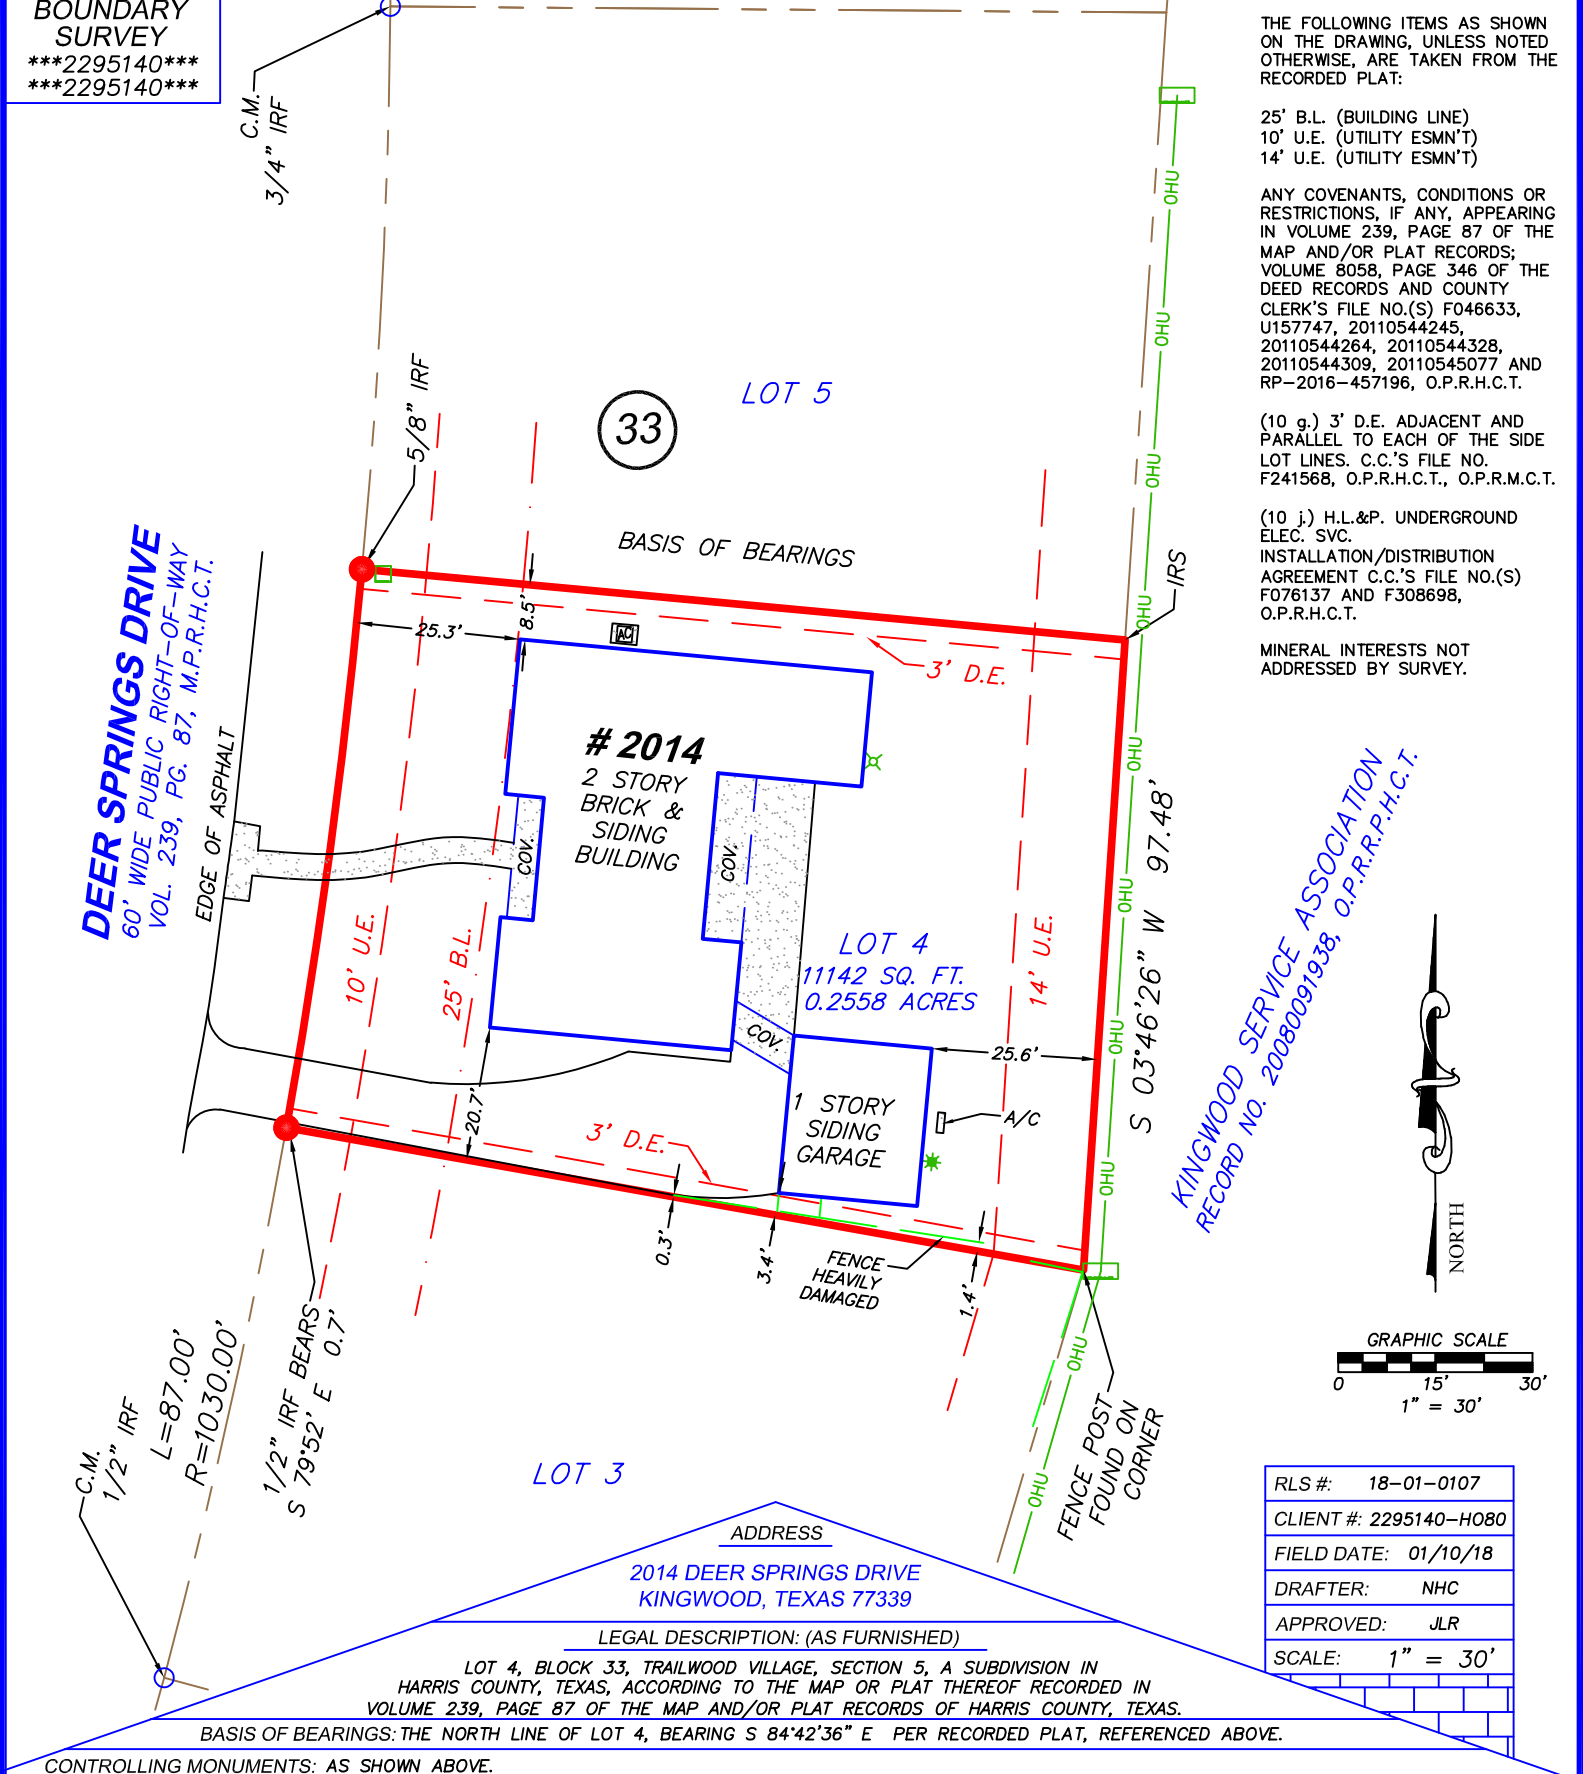 BOUNDARY
SURVEY
***2295140***
***2295140***
C.M.
3/4" IRF
THE FOLLOWING ITEMS AS SHOWN
ON THE DRAWING, UNLESS NOTED
OTHERWISE, ARE TAKEN FROM THE
RECORDED PLAT:
25' B.L. (BUILDING LINE)
10' U.E. (UTILITY ESMN'T)
14' U.E. (UTILITY ESMN'T)
ANY COVENANTS, CONDITIONS OR
RESTRICTIONS, IF ANY, APPEARING
IN VOLUME 239, PAGE 87 OF THE
MAP AND/OR PLAT RECORDS;
VOLUME 8058, PAGE 346 OF THE
DEED RECORDS AND COUNTY
CLERK'S FILE NO.(S) F046633,
U157747, 20110544245,
20110544264, 20110544328,
20110544309, 20110545077 AND
RP-2016-457196, O.P.R.H.C.T.
(10 g.) 3' D.E. ADJACENT AND
PARALLEL TO EACH OF THE SIDE
LOT LINES. C.C.'S FILE NO.
F241568, O.P.R.H.C.T., O.P.R.M.C.T.
(10 j.) H.L.&P. UNDERGROUND
ELEC. SVC.
INSTALLATION/DISTRIBUTION
AGREEMENT C.C.'S FILE NO.(S)
F076137 AND F308698,
O.P.R.H.C.T.
MINERAL INTERESTS NOT
ADDRESSED BY SURVEY.
OHU
OHU
OHU
OHU
OHU
OHU
OHU
OHU
OHU
OHU
LOT 5
33
5/8" IRF
BASIS OF BEARINGS
IRS
DEER SPRINGS DRIVE
60' WIDE PUBLIC RIGHT-OF-WAY
VOL. 239, PG. 87, M.P.R.H.C.T.
EDGE OF ASPHALT
25.3'
8.5'
AC
3' D.E.
# 2014
2 STORY
BRICK &
SIDING
BUILDING
COV.
COV.
COV.
10' U.E.
25' B.L.
14' U.E.
LOT 4
11142 SQ. FT.
0.2558 ACRES
S 03°46'26" W 97.48'
KINGWOOD SERVICE ASSOCIATION
RECORD NO. 20080091938, O.P.R.R.P.H.C.T.
25.6'
1 STORY
SIDING
GARAGE
A/C
20.7'
3' D.E.
0.3'
3.4'
1.4'
FENCE
HEAVILY
DAMAGED
NORTH
GRAPHIC SCALE
0 15' 30'
1" = 30'
L=87.00'
R=1030.00'
1/2" IRF BEARS
S 79°52' E 0.7'
C.M.
1/2" IRF
FENCE POST
FOUND ON
CORNER
LOT 3
RLS #: 18-01-0107
CLIENT #: 2295140-HO80
FIELD DATE: 01/10/18
DRAFTER: NHC
APPROVED: JLR
SCALE: 1" = 30'
ADDRESS
2014 DEER SPRINGS DRIVE
KINGWOOD, TEXAS 77339
LEGAL DESCRIPTION: (AS FURNISHED)
LOT 4, BLOCK 33, TRAILWOOD VILLAGE, SECTION 5, A SUBDIVISION IN
HARRIS COUNTY, TEXAS, ACCORDING TO THE MAP OR PLAT THEREOF RECORDED IN
VOLUME 239, PAGE 87 OF THE MAP AND/OR PLAT RECORDS OF HARRIS COUNTY, TEXAS.
BASIS OF BEARINGS: THE NORTH LINE OF LOT 4, BEARING S 84°42'36" E PER RECORDED PLAT, REFERENCED ABOVE.
CONTROLLING MONUMENTS: AS SHOWN ABOVE.